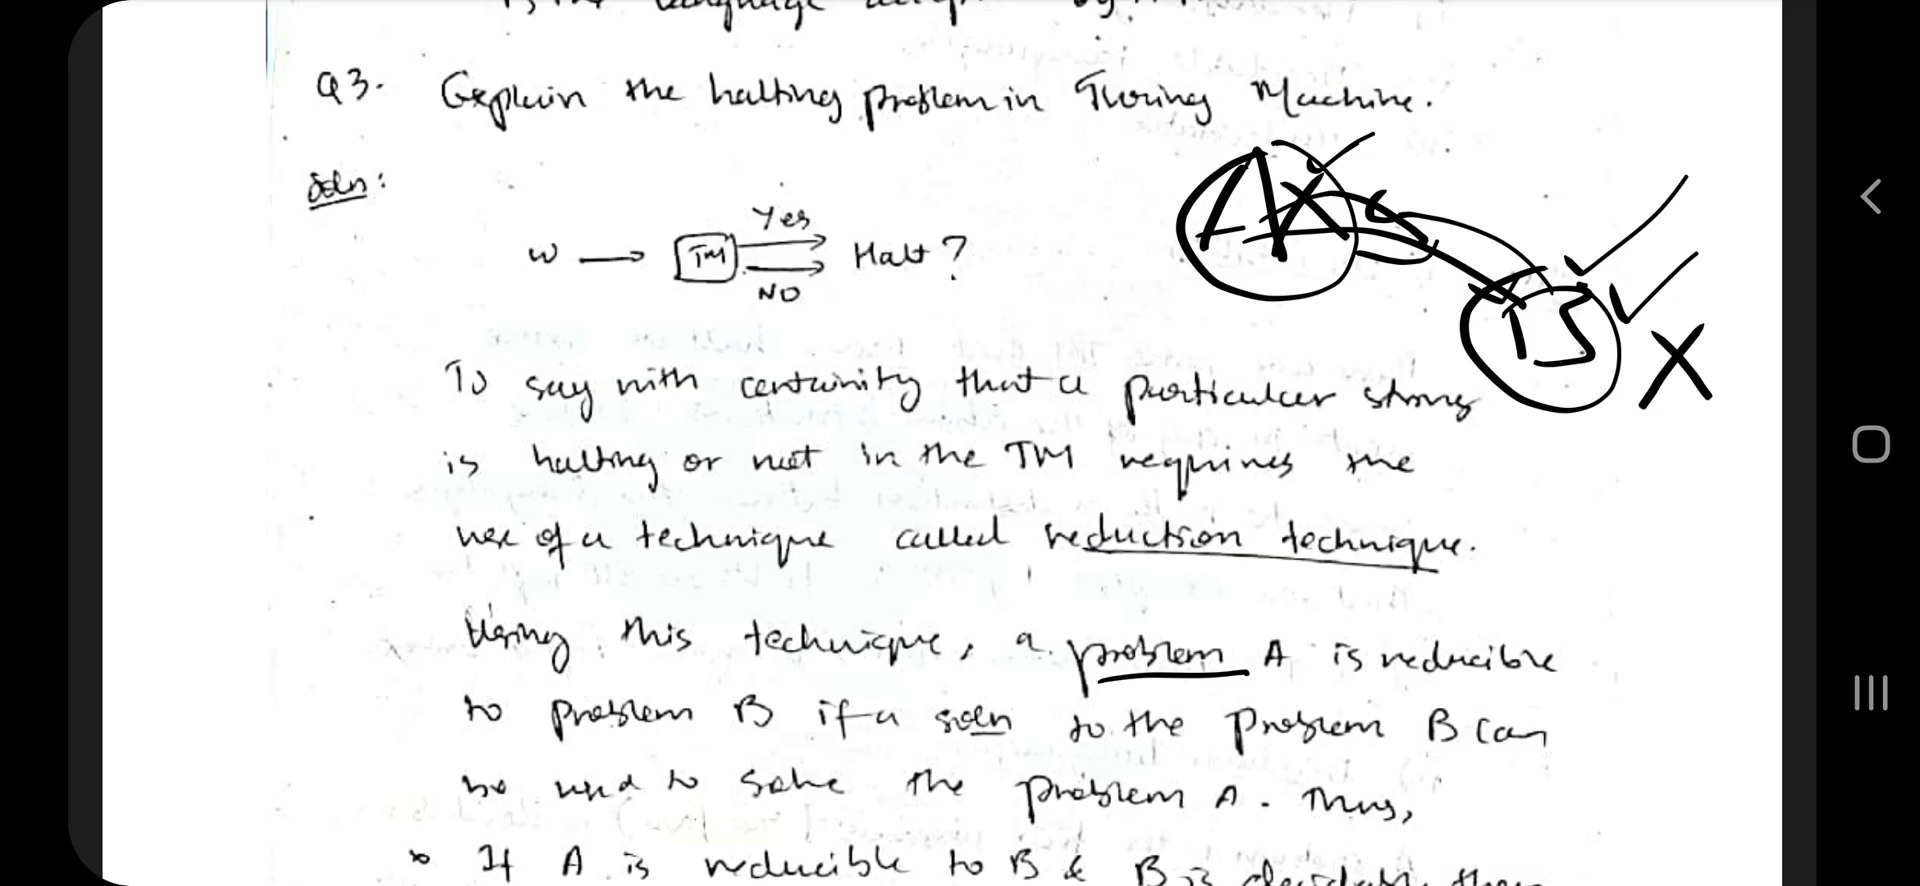 Q3. Explain the halting problem in Turing Machine.
Soln:
Yes
w → TM Halt?
NO
A B
To say with certainity that a particular string
is halting or not in the TM requires the
use of a technique called reduction technique.
Using this technique, a problem A is reducible
to problem B if a soln to the problem B can
be used to solve the problem A. Thus,
If A is reducible to B & B is decidable then